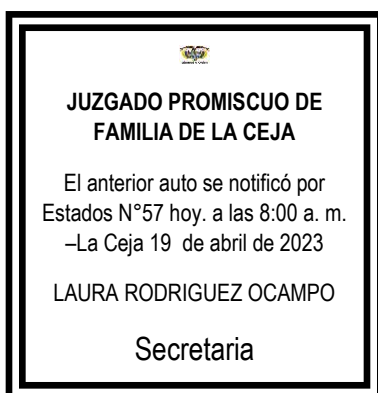 JUZGADO PROMISCUO DE
FAMILIA DE LA CEJA
El anterior auto se notificó por
Estados N°57 hoy. a las 8:00 a. m.
–La Ceja 19 de abril de 2023
LAURA RODRIGUEZ OCAMPO
Secretaria